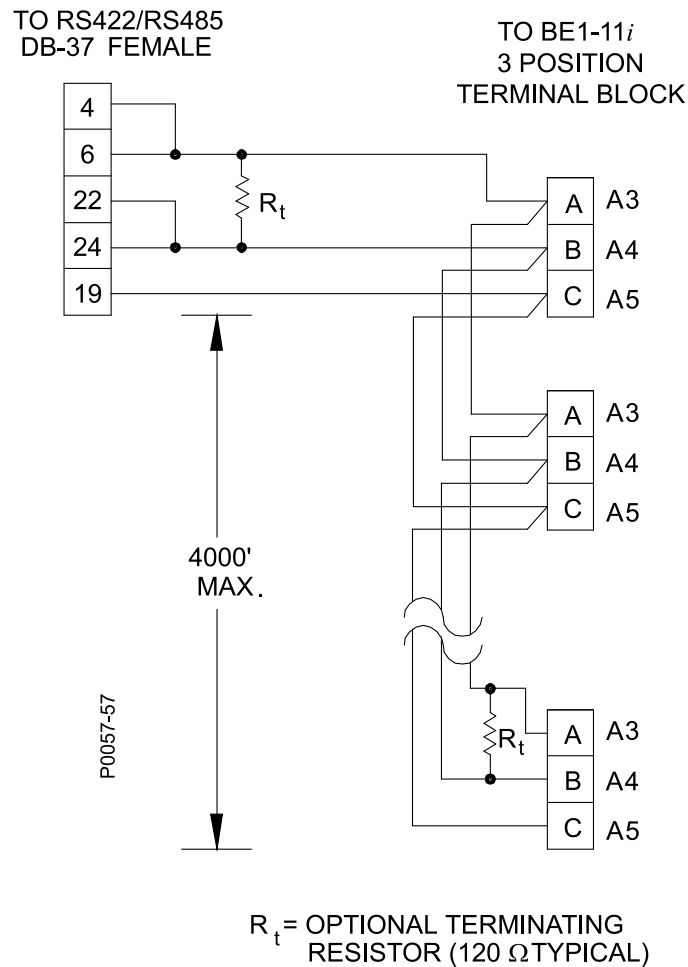 TO RS422/RS485
DB-37 FEMALE
TO BE1-11i
3 POSITION
TERMINAL BLOCK
4
6
22
24
19
Rt
A A3
B A4
C A5
A A3
B A4
C A5
4000'
MAX.
P0057-57
Rt
A A3
B A4
C A5
Rt = OPTIONAL TERMINATING
RESISTOR (120 Ω TYPICAL)